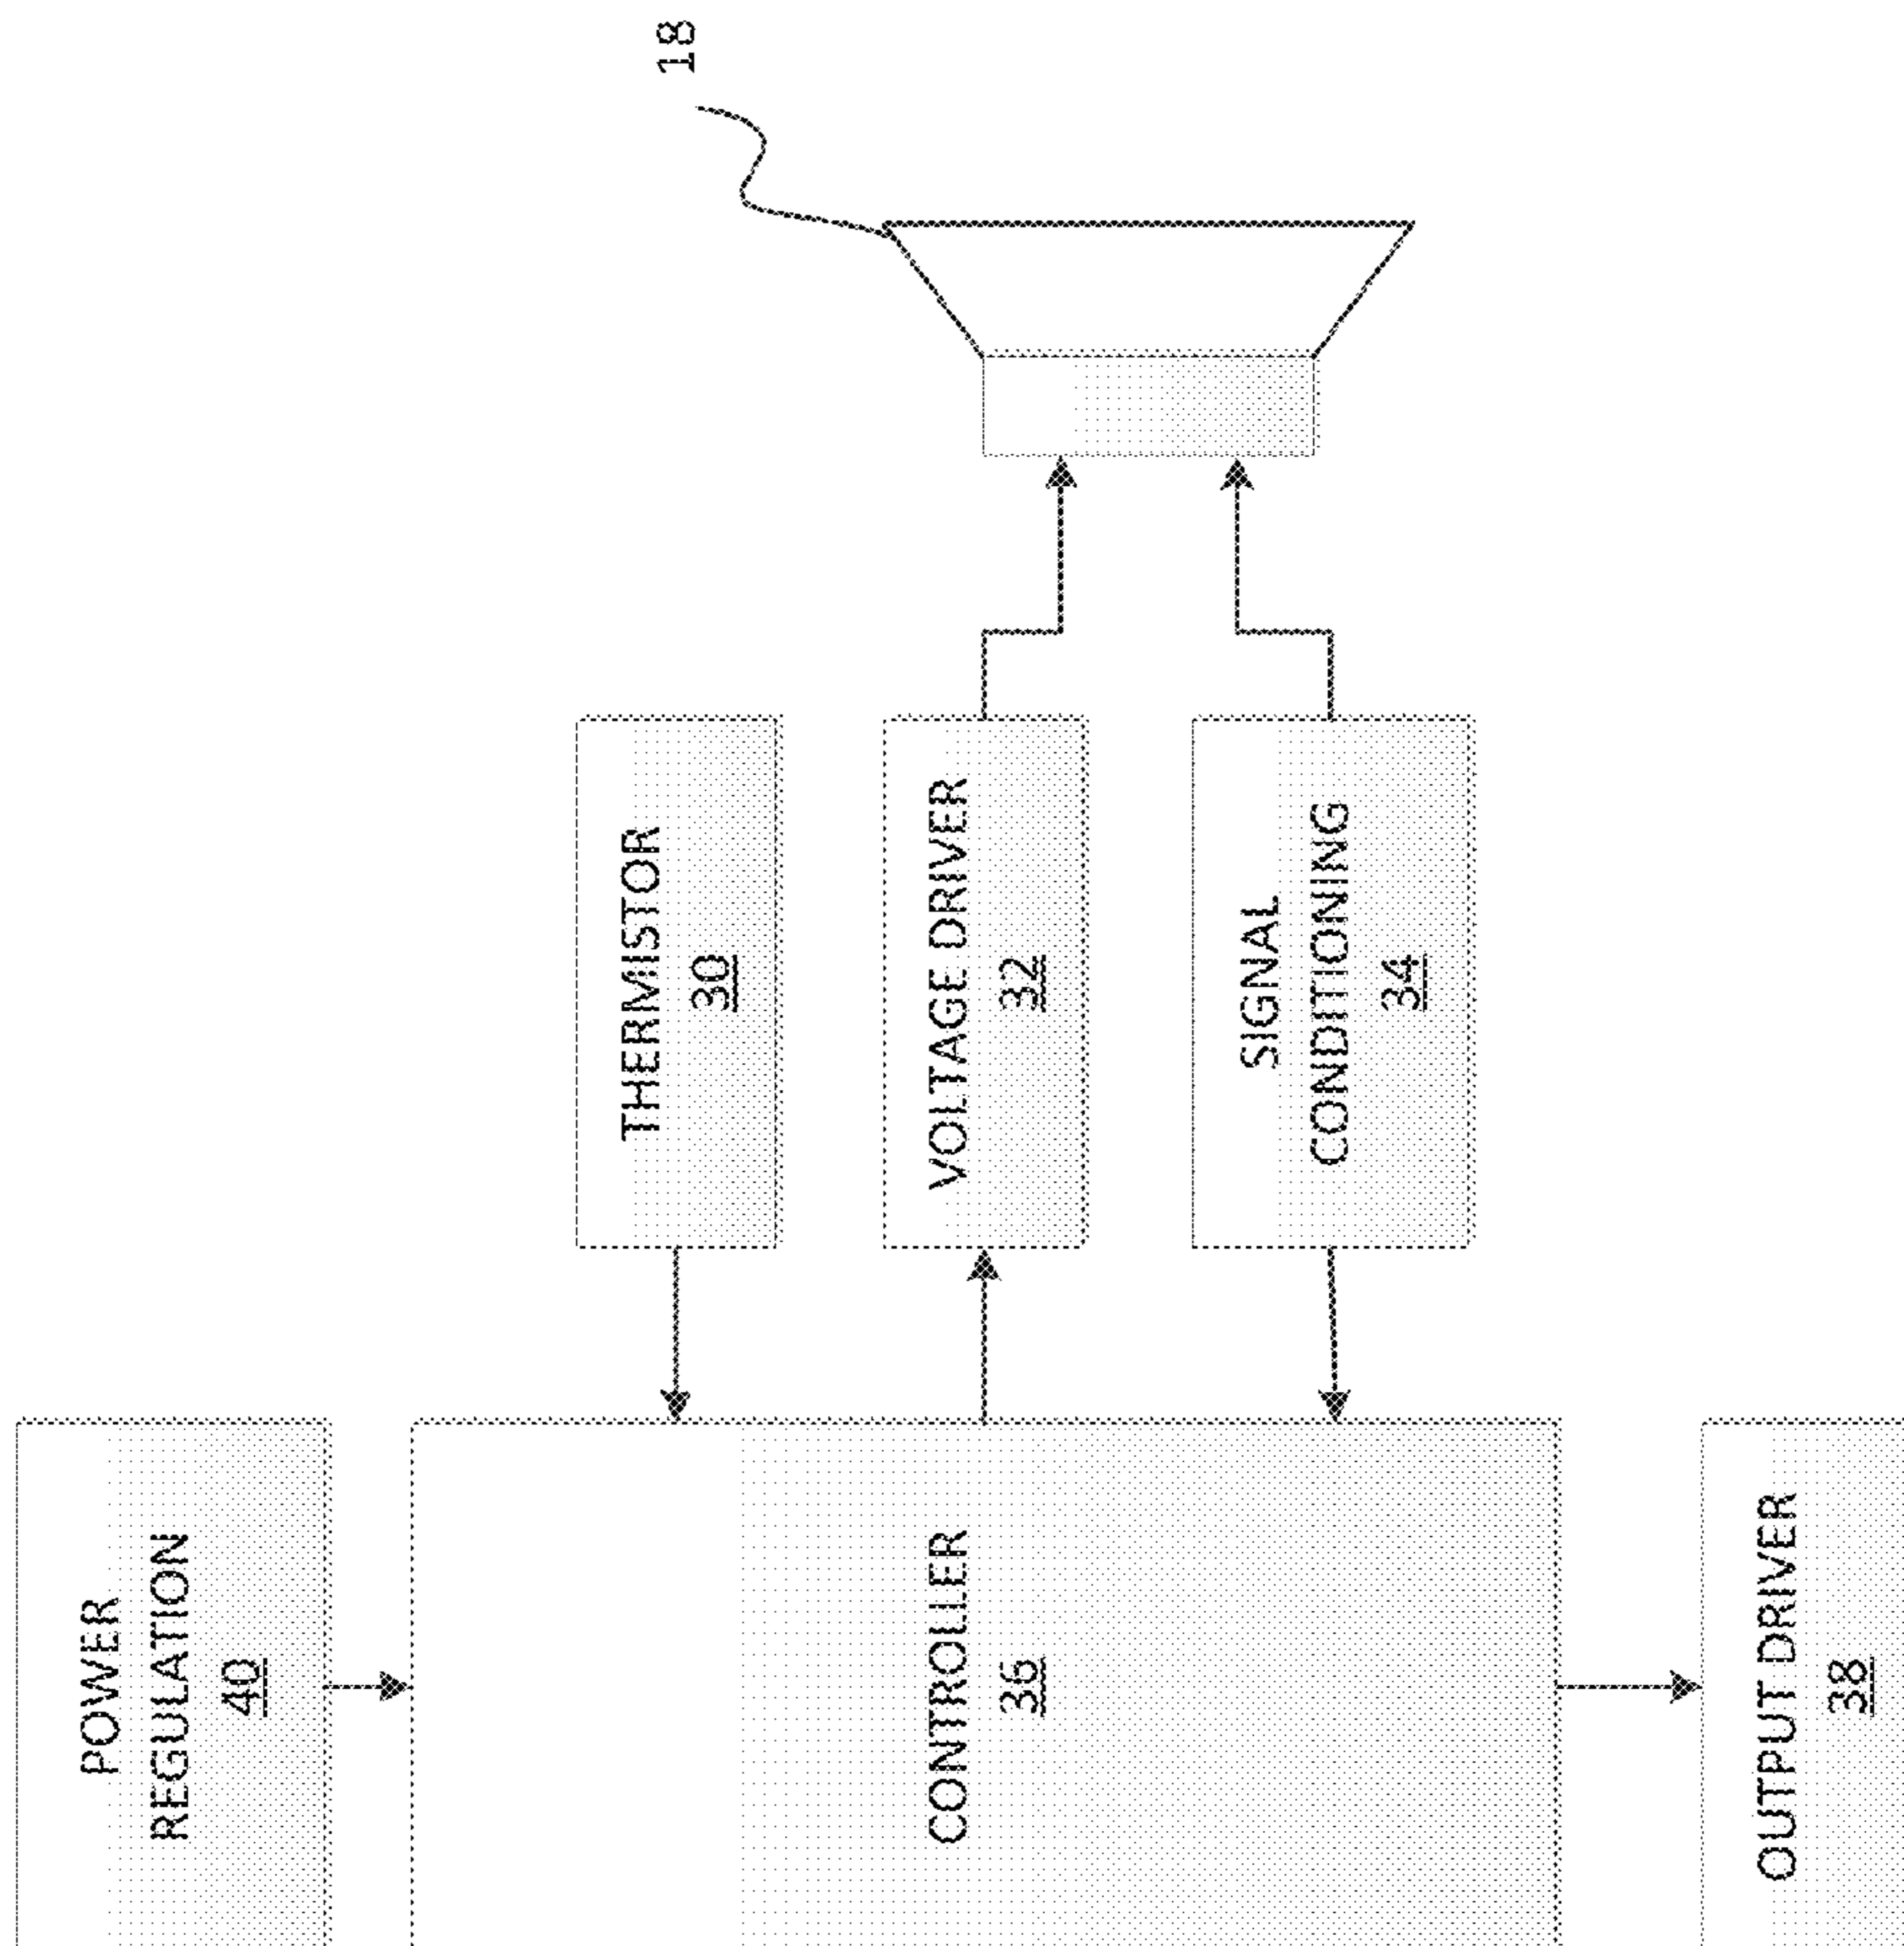 POWER
REGULATION
40
CONTROLLER
36
OUTPUT DRIVER
38
THERMISTOR
30
VOLTAGE DRIVER
32
SIGNAL
CONDITIONING
34
18